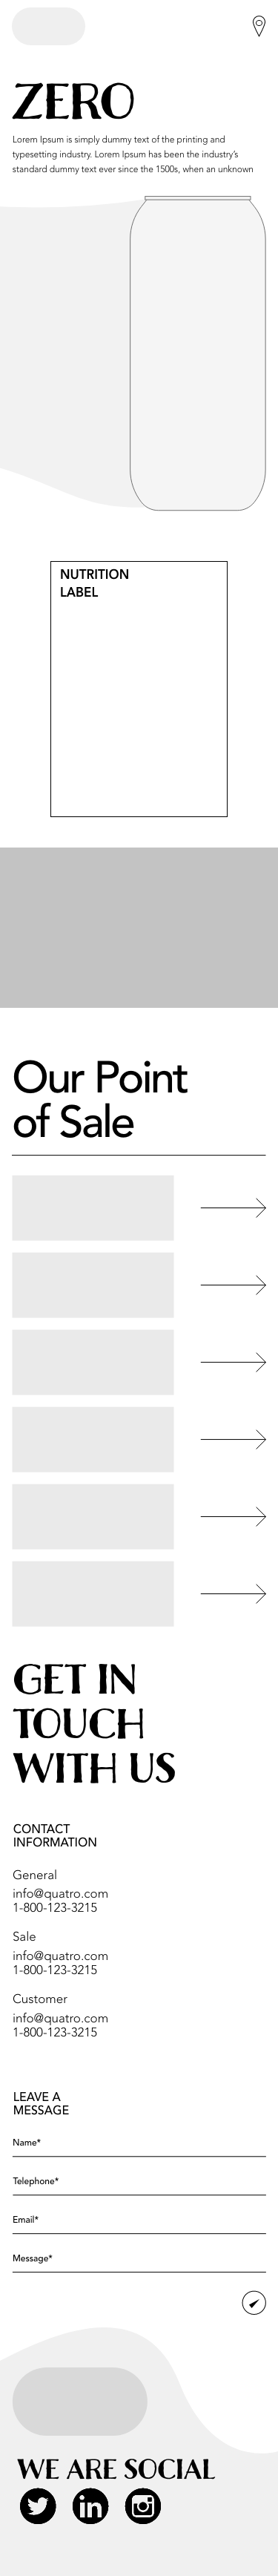 ZERO
Lorem Ipsum is simply dummy text of the printing and
typesetting industry. Lorem Ipsum has been the industry's
standard dummy text ever since the 1500s, when an unknown
NUTRITION
LABEL
Our Point
of Sale
GET IN
TOUCH
WITH US
CONTACT
INFORMATION
General
info@quatro.com
1-800-123-3215
Sale
info@quatro.com
1-800-123-3215
Customer
info@quatro.com
1-800-123-3215
LEAVE A
MESSAGE
Name*
Telephone*
Email*
Message*
WE ARE SOCIAL
in